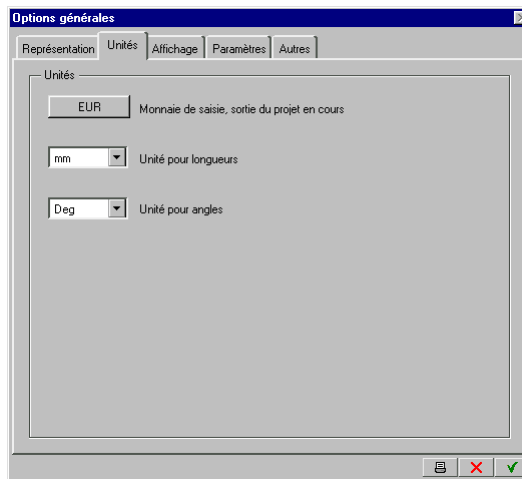 Options générales
Représentation Unités Affichage Paramètres Autres
Unités
EUR Monnaie de saisie, sortie du projet en cours
mm Unité pour longueurs
Deg Unité pour angles